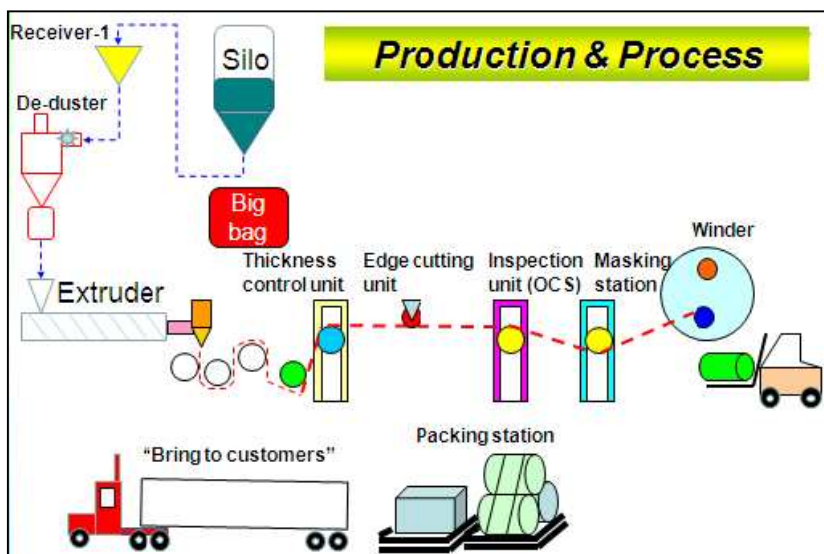 Production & Process
Receiver-1
Silo
De-duster
Big
bag
Winder
Thickness
control unit
Edge cutting
unit
Inspection
unit (OCS)
Masking
station
Extruder
Packing station
“Bring to customers”